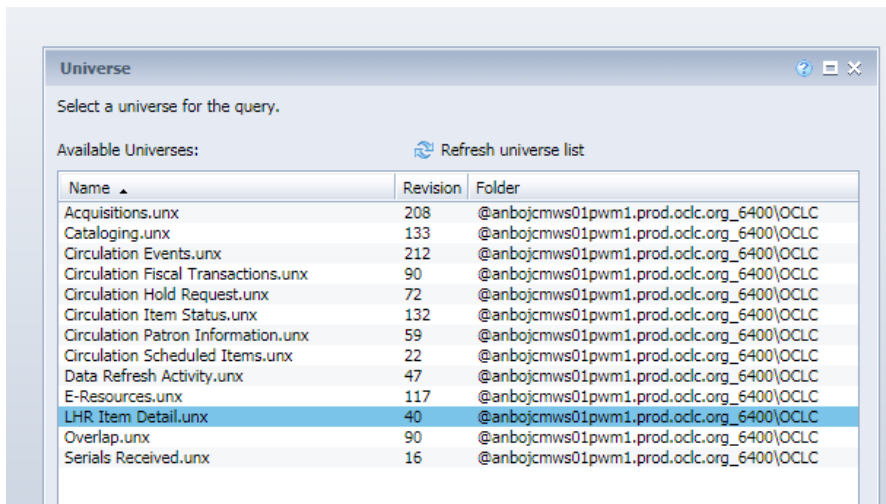 Universe
Select a universe for the query.
Available Universes: Refresh universe list
Name Revision Folder
Acquisitions.unx 208 @anbojcmws01pwm1.prod.oclc.org_6400\OCLC
Cataloging.unx 133 @anbojcmws01pwm1.prod.oclc.org_6400\OCLC
Circulation Events.unx 212 @anbojcmws01pwm1.prod.oclc.org_6400\OCLC
Circulation Fiscal Transactions.unx 90 @anbojcmws01pwm1.prod.oclc.org_6400\OCLC
Circulation Hold Request.unx 72 @anbojcmws01pwm1.prod.oclc.org_6400\OCLC
Circulation Item Status.unx 132 @anbojcmws01pwm1.prod.oclc.org_6400\OCLC
Circulation Patron Information.unx 59 @anbojcmws01pwm1.prod.oclc.org_6400\OCLC
Circulation Scheduled Items.unx 22 @anbojcmws01pwm1.prod.oclc.org_6400\OCLC
Data Refresh Activity.unx 47 @anbojcmws01pwm1.prod.oclc.org_6400\OCLC
E-Resources.unx 117 @anbojcmws01pwm1.prod.oclc.org_6400\OCLC
LHR Item Detail.unx 40 @anbojcmws01pwm1.prod.oclc.org_6400\OCLC
Overlap.unx 90 @anbojcmws01pwm1.prod.oclc.org_6400\OCLC
Serials Received.unx 16 @anbojcmws01pwm1.prod.oclc.org_6400\OCLC